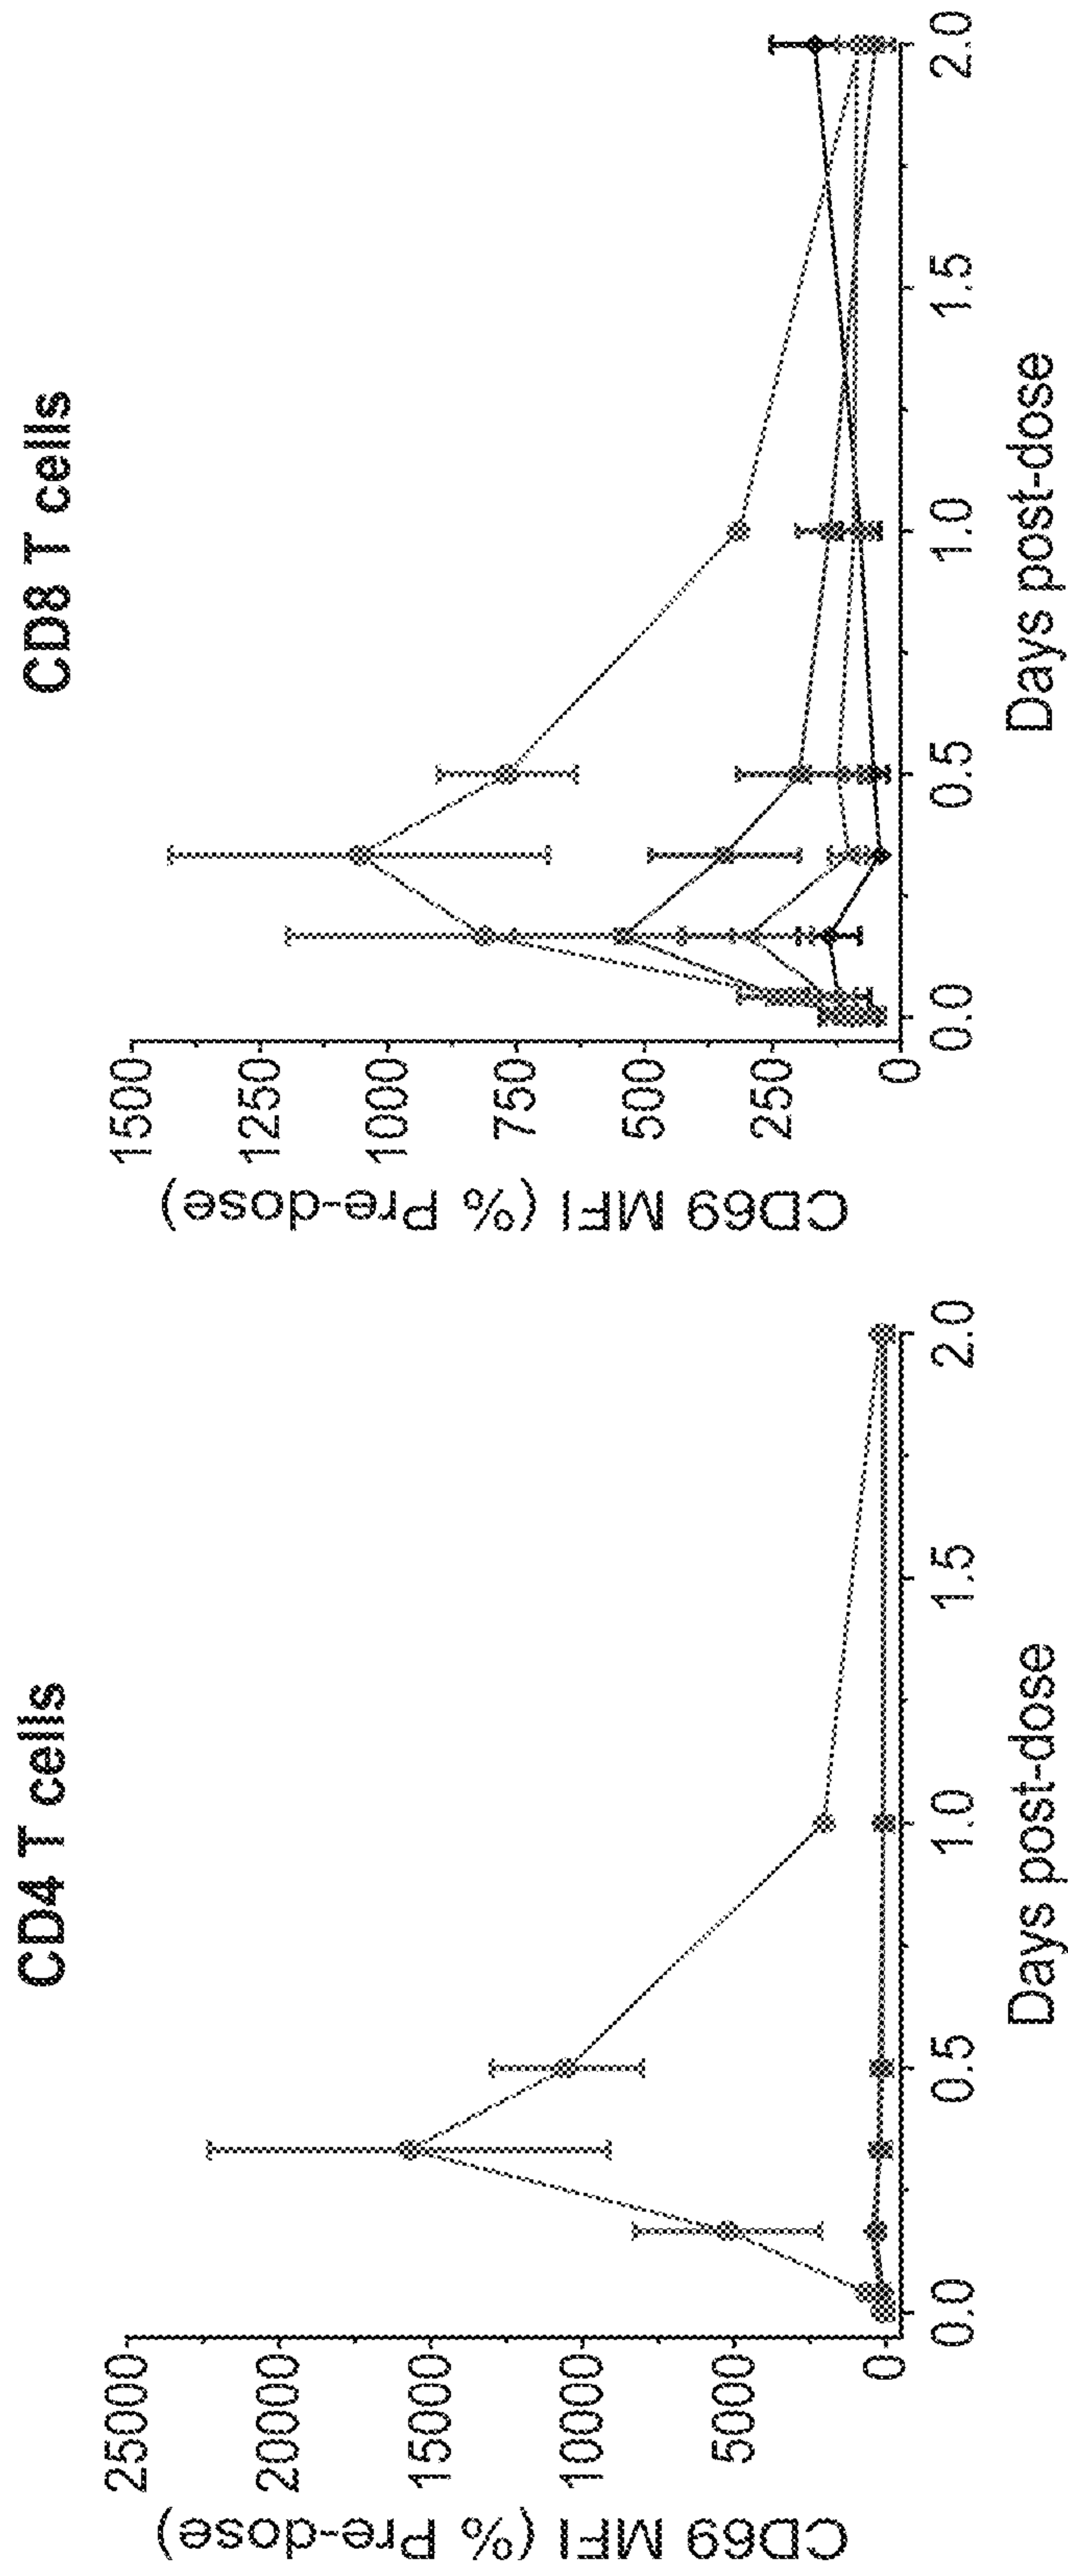 CD4 T cells
CD69 MFI (% Pre-dose)
25000
20000
15000
10000
5000
0
0.0 0.5 1.0 1.5 2.0
Days post-dose
CD8 T cells
CD69 MFI (% Pre-dose)
1500
1250
1000
750
500
250
0
0.0 0.5 1.0 1.5 2.0
Days post-dose